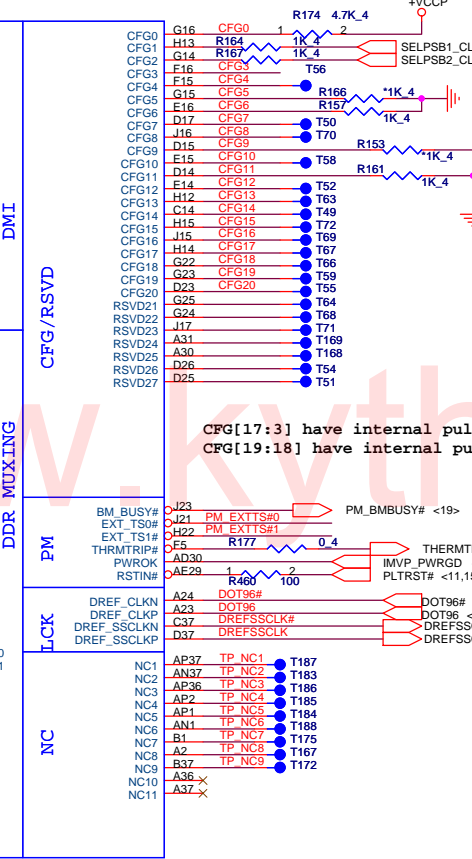 +VCCP
R174 4.7K_4
CFG0 G16 CFG0 1 2
CFG1 H13 R164 1K_4 SELPSB1_CL
CFG2 G14 R167 1K_4 SELPSB2_CL
CFG3 F16 CFG3
CFG4 F15 CFG4 T56
CFG5 G15 CFG5 R166 *1K_4
CFG6 E16 CFG6 R157 1K_4
CFG7 D17 CFG7 T50
CFG8 J16 CFG8 T70
CFG9 D15 CFG9 R153 *1K_4
CFG10 E15 CFG10 T58
CFG11 D14 CFG11 R161 1K_4
CFG12 E14 CFG12 T52
CFG13 H12 CFG13 T63
CFG14 C14 CFG14 T49
CFG15 H15 CFG15 T72
CFG16 J15 CFG16 T69
CFG17 H14 CFG17 T67
CFG18 G22 CFG18 T66
CFG19 G23 CFG19 T59
CFG20 D23 CFG20 T55
RSVD21 G25 T64
RSVD22 G24 T68
RSVD23 J17 T71
RSVD24 A31 T169
RSVD25 A30 T168
RSVD26 D26 T54
RSVD27 D25 T51
DMI
CFG/RSVD
DDR MUXING
w.kyth
CFG[17:3] have internal pul
CFG[19:18] have internal pu
PM
BM_BUSY# J23 PM_BMBUSY# <19>
EXT_TS0# J21 PM_EXTTS#0
EXT_TS1# H22 PM_EXTTS#1
THRMTRIP# F5 R177 0_4 THERMT
PWROK AD30 IMVP_PWRGD
RSTIN# AE29 R460 1 2 100 PLTRST# <11,15
LCK
DREF_CLKN A24 DOT96# DOT96#
DREF_CLKP A23 DOT96 DOT96 <
DREF_SSCLKN C37 DREFSSCLK# DREFS
DREF_SSCLKP D37 DREFSSCLK DREFSS
NC
NC1 AP37 TP_NC1 T187
NC2 AN37 TP_NC2 T183
NC3 AP36 TP_NC3 T186
NC4 AP2 TP_NC4 T185
NC5 AP1 TP_NC5 T184
NC6 AN1 TP_NC6 T188
NC7 B1 TP_NC7 T175
NC8 A2 TP_NC8 T167
NC9 B37 TP_NC9 T172
NC10 A36
NC11 A37